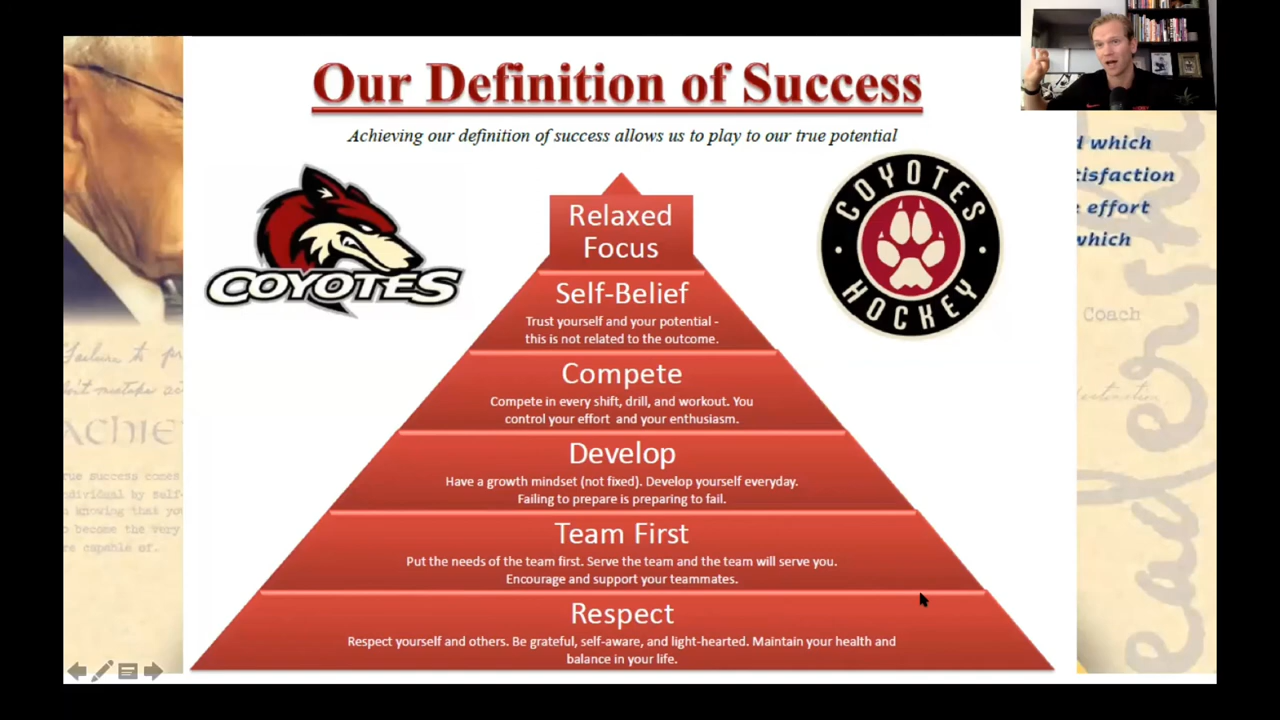 Our Definition of Success
Achieving our definition of success allows us to play to our true potential
COYOTES
COYOTES
HOCKEY
Relaxed
Focus
Self-Belief
Trust yourself and your potential -
this is not related to the outcome.
Compete
Compete in every shift, drill, and workout. You
control your effort and your enthusiasm.
Develop
Have a growth mindset (not fixed). Develop yourself everyday.
Failing to prepare is preparing to fail.
Team First
Put the needs of the team first. Serve the team and the team will serve you.
Encourage and support your teammates.
Respect
Respect yourself and others. Be grateful, self-aware, and light-hearted. Maintain your health and
balance in your life.
which
effort
which
Coach
Failure to
true success comes
individual by self-
knowing that
become the very
capable of.